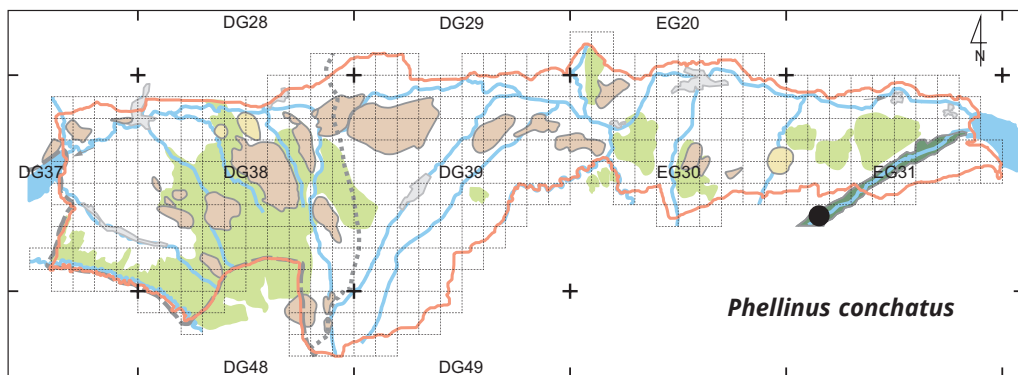 DG28 DG29 EG20
N
DG37 DG38 DG39 EG30 EG31
Phellinus conchatus
DG48 DG49